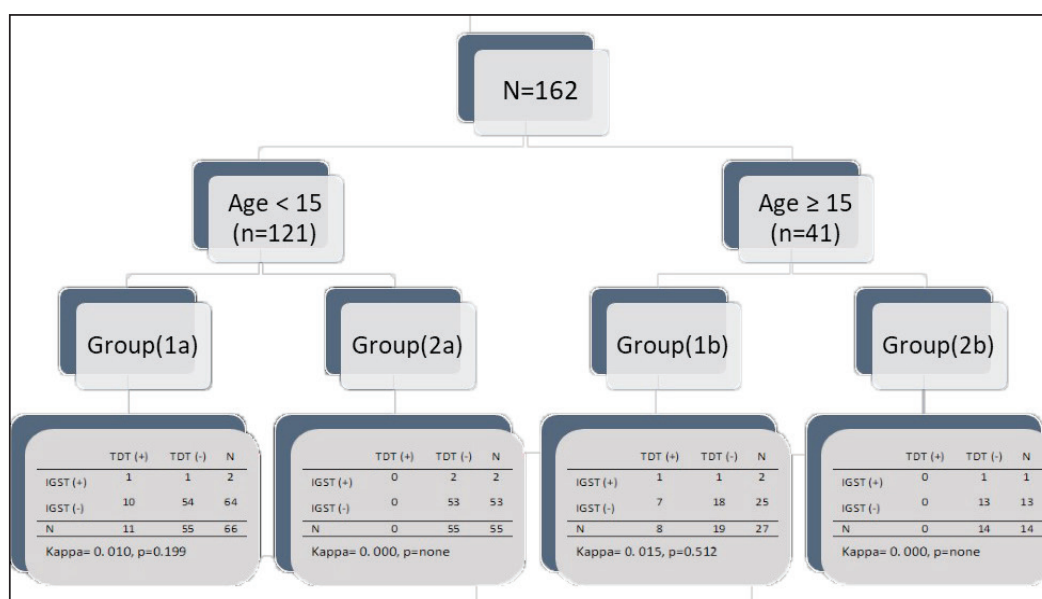 N=162
Age < 15
(n=121)
Age ≥ 15
(n=41)
Group(1a)
Group(2a)
Group(1b)
Group(2b)
TDT (+) TDT (-) N
IGST (+) 1 1 2
IGST (-) 10 54 64
N 11 55 66
Kappa= 0. 010, p=0.199
TDT (+) TDT (-) N
IGST (+) 0 2 2
IGST (-) 0 53 53
N 0 55 55
Kappa= 0. 000, p=none
TDT (+) TDT (-) N
IGST (+) 1 1 2
IGST (-) 7 18 25
N 8 19 27
Kappa= 0. 015, p=0.512
TDT (+) TDT (-) N
IGST (+) 0 1 1
IGST (-) 0 13 13
N 0 14 14
Kappa= 0. 000, p=none